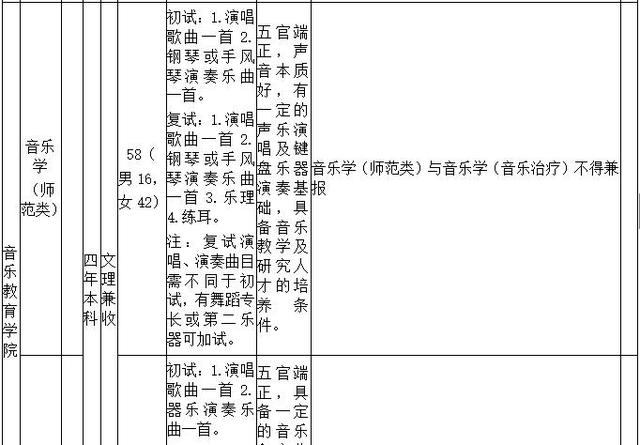 音乐教育学院
音乐
学
（师
范类）
四年本科
文理兼收
58（
男 16，
女 42）
初试：1.演唱
歌曲一首 2.
钢琴或手风
琴演奏乐曲
一首。
复试：1.演唱
歌曲一首 2.
钢琴或手风
琴演奏乐曲
一首 3.乐理
4.练耳。
注：复试演
唱、演奏曲目
需不同于初
试，有舞蹈专
长或第二乐
器可加试。
五官端
正，声
音本质
好，有
一定的
声乐演
唱及键
盘乐器
演奏基
础，具
备音乐
教学及
研究人
才的培
养条
件。
音乐学（师范类）与音乐学（音乐治疗）不得兼
报
初试：1.演唱
歌曲一首 2.
器乐演奏乐
曲一首。
五官端
正，具
备一定
的音乐